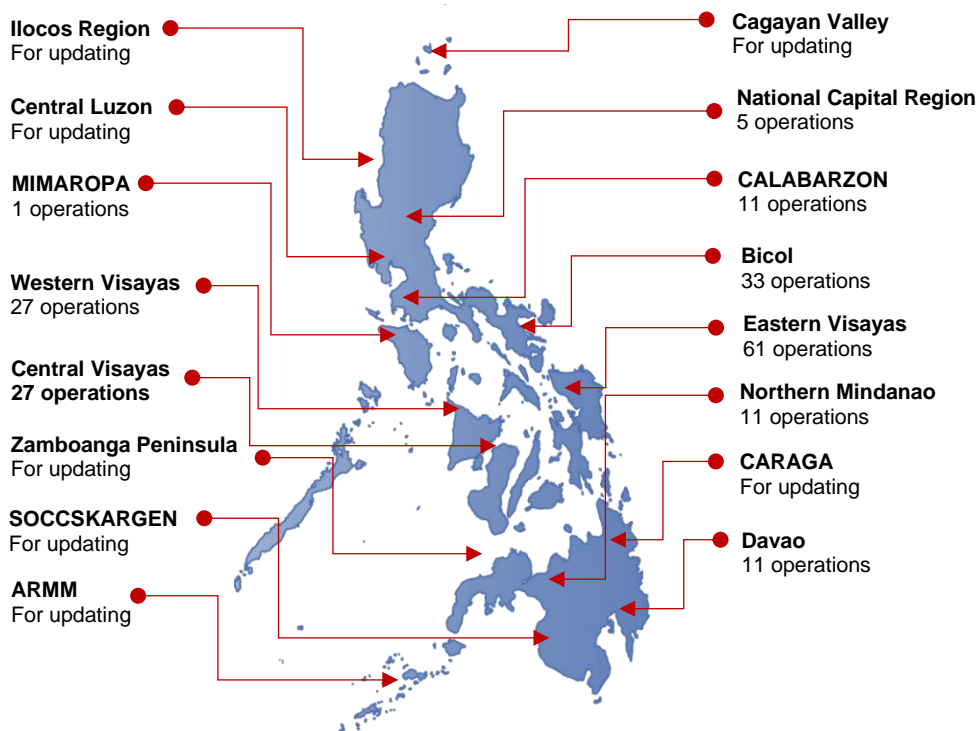 Ilocos Region
For updating
Central Luzon
For updating
MIMAROPA
1 operations
Western Visayas
27 operations
Central Visayas
27 operations
Zamboanga Peninsula
For updating
SOCCSKARGEN
For updating
ARMM
For updating
Cagayan Valley
For updating
National Capital Region
5 operations
CALABARZON
11 operations
Bicol
33 operations
Eastern Visayas
61 operations
Northern Mindanao
11 operations
CARAGA
For updating
Davao
11 operations